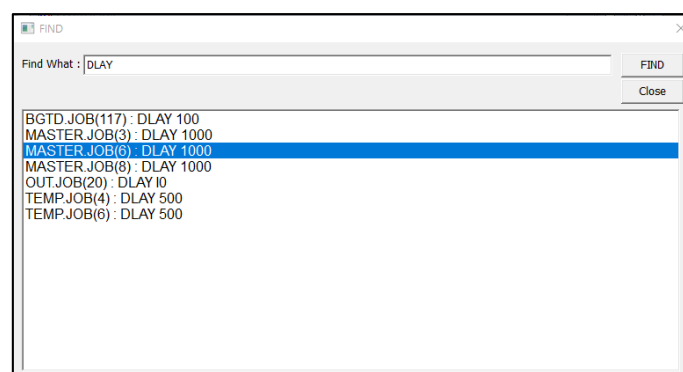 FIND
Find What : DLAY
FIND
Close
BGTD.JOB(117) : DLAY 100
MASTER.JOB(3) : DLAY 1000
MASTER.JOB(6) : DLAY 1000
MASTER.JOB(8) : DLAY 1000
OUT.JOB(20) : DLAY I0
TEMP.JOB(4) : DLAY 500
TEMP.JOB(6) : DLAY 500